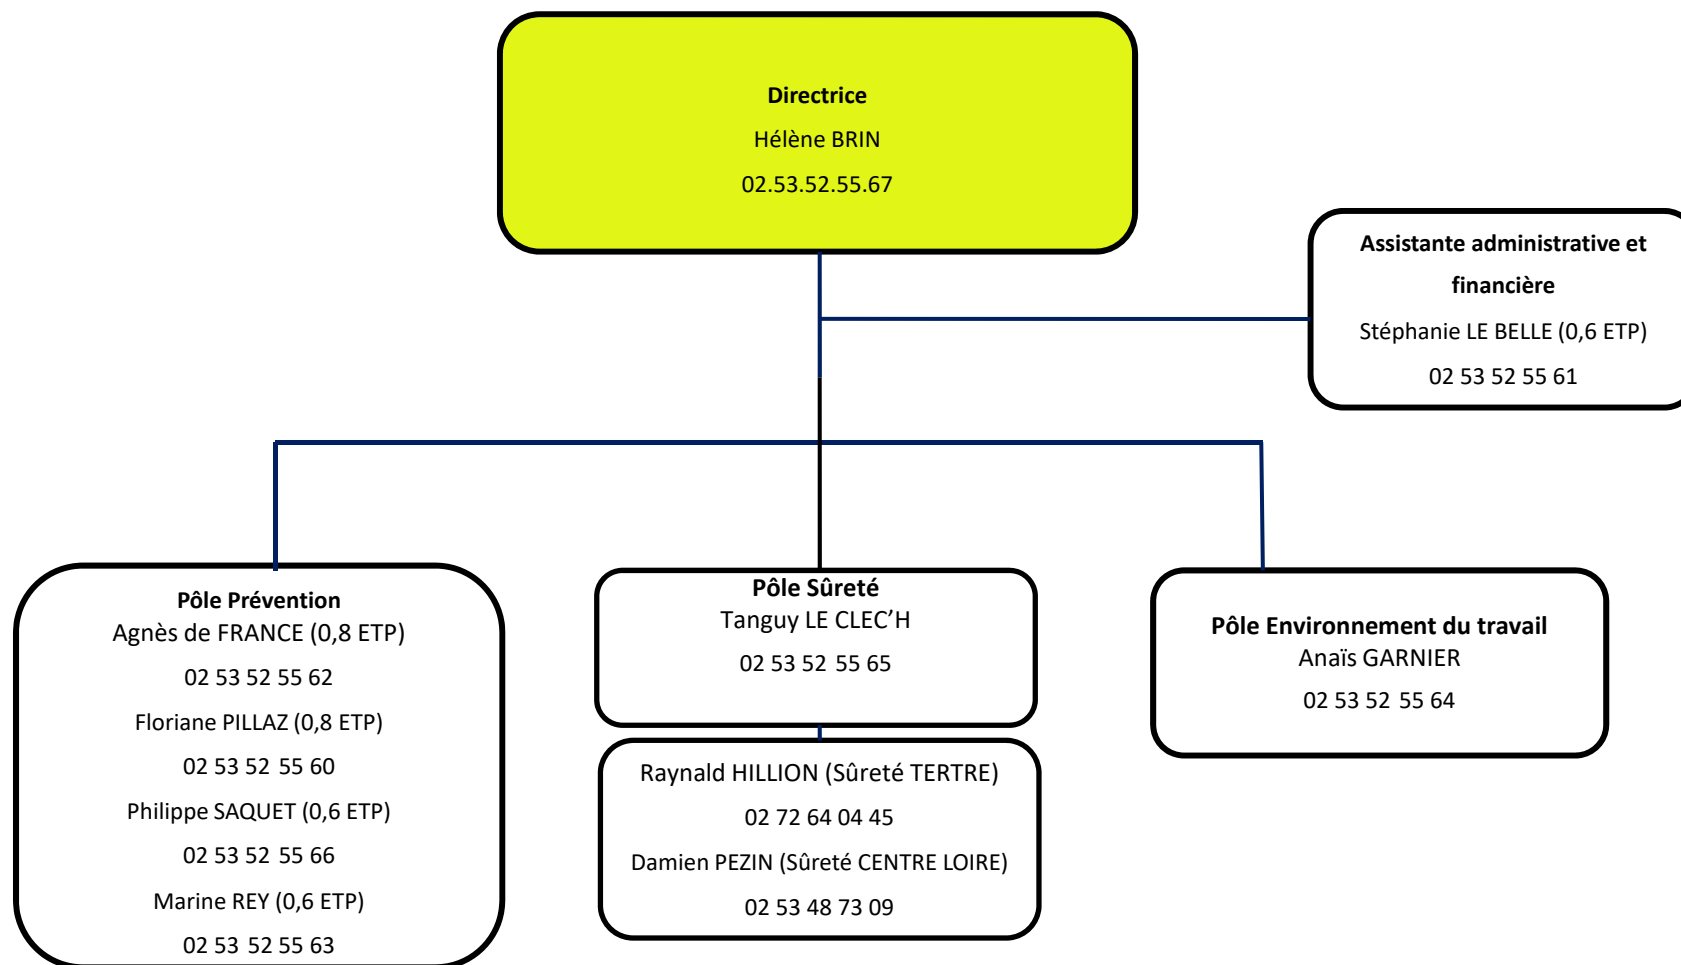 Directrice
Hélène BRIN
02.53.52.55.67
Assistante administrative et
financière
Stéphanie LE BELLE (0,6 ETP)
02 53 52 55 61
Pôle Prévention
Agnès de FRANCE (0,8 ETP)
02 53 52 55 62
Floriane PILLAZ (0,8 ETP)
02 53 52 55 60
Philippe SAQUET (0,6 ETP)
02 53 52 55 66
Marine REY (0,6 ETP)
02 53 52 55 63
Pôle Sûreté
Tanguy LE CLEC’H
02 53 52 55 65
Raynald HILLION (Sûreté TERTRE)
02 72 64 04 45
Damien PEZIN (Sûreté CENTRE LOIRE)
02 53 48 73 09
Pôle Environnement du travail
Anaïs GARNIER
02 53 52 55 64